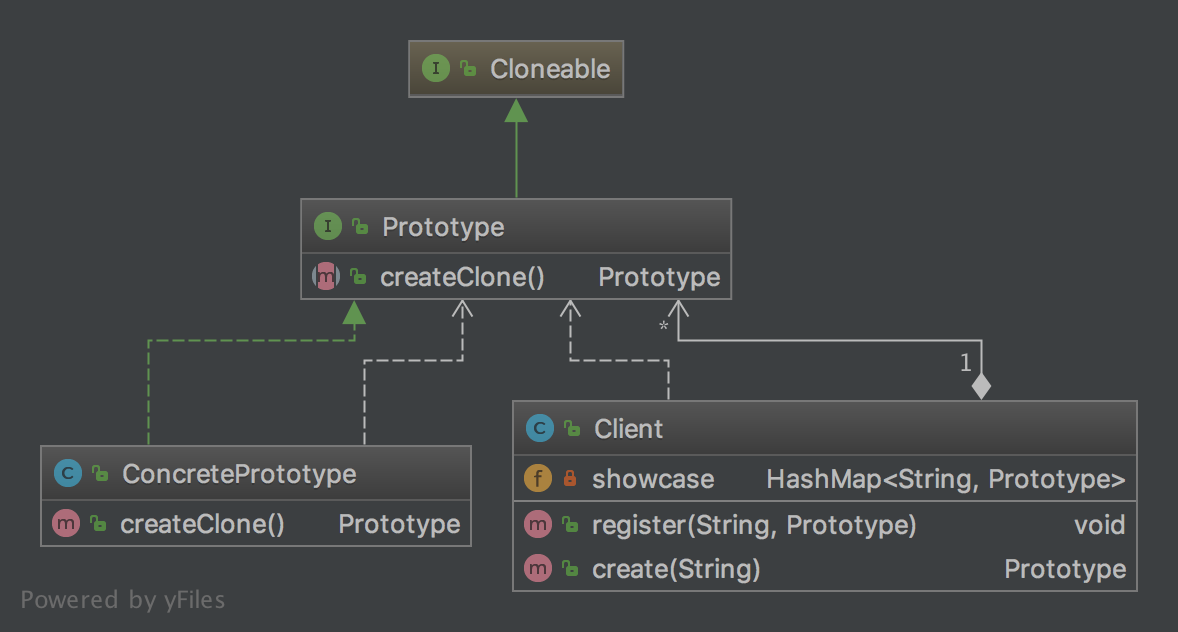 I Cloneable
I Prototype
m createClone() Prototype
* 
1
C ConcretePrototype
m createClone() Prototype
C Client
f showcase HashMap<String, Prototype>
m register(String, Prototype) void
m create(String) Prototype
Powered by yFiles